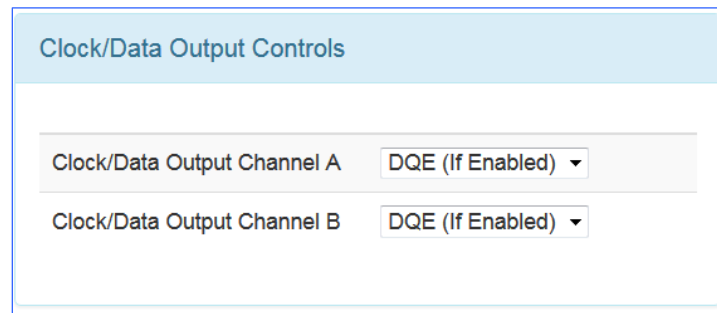 Clock/Data Output Controls
Clock/Data Output Channel A DQE (If Enabled)
Clock/Data Output Channel B DQE (If Enabled)